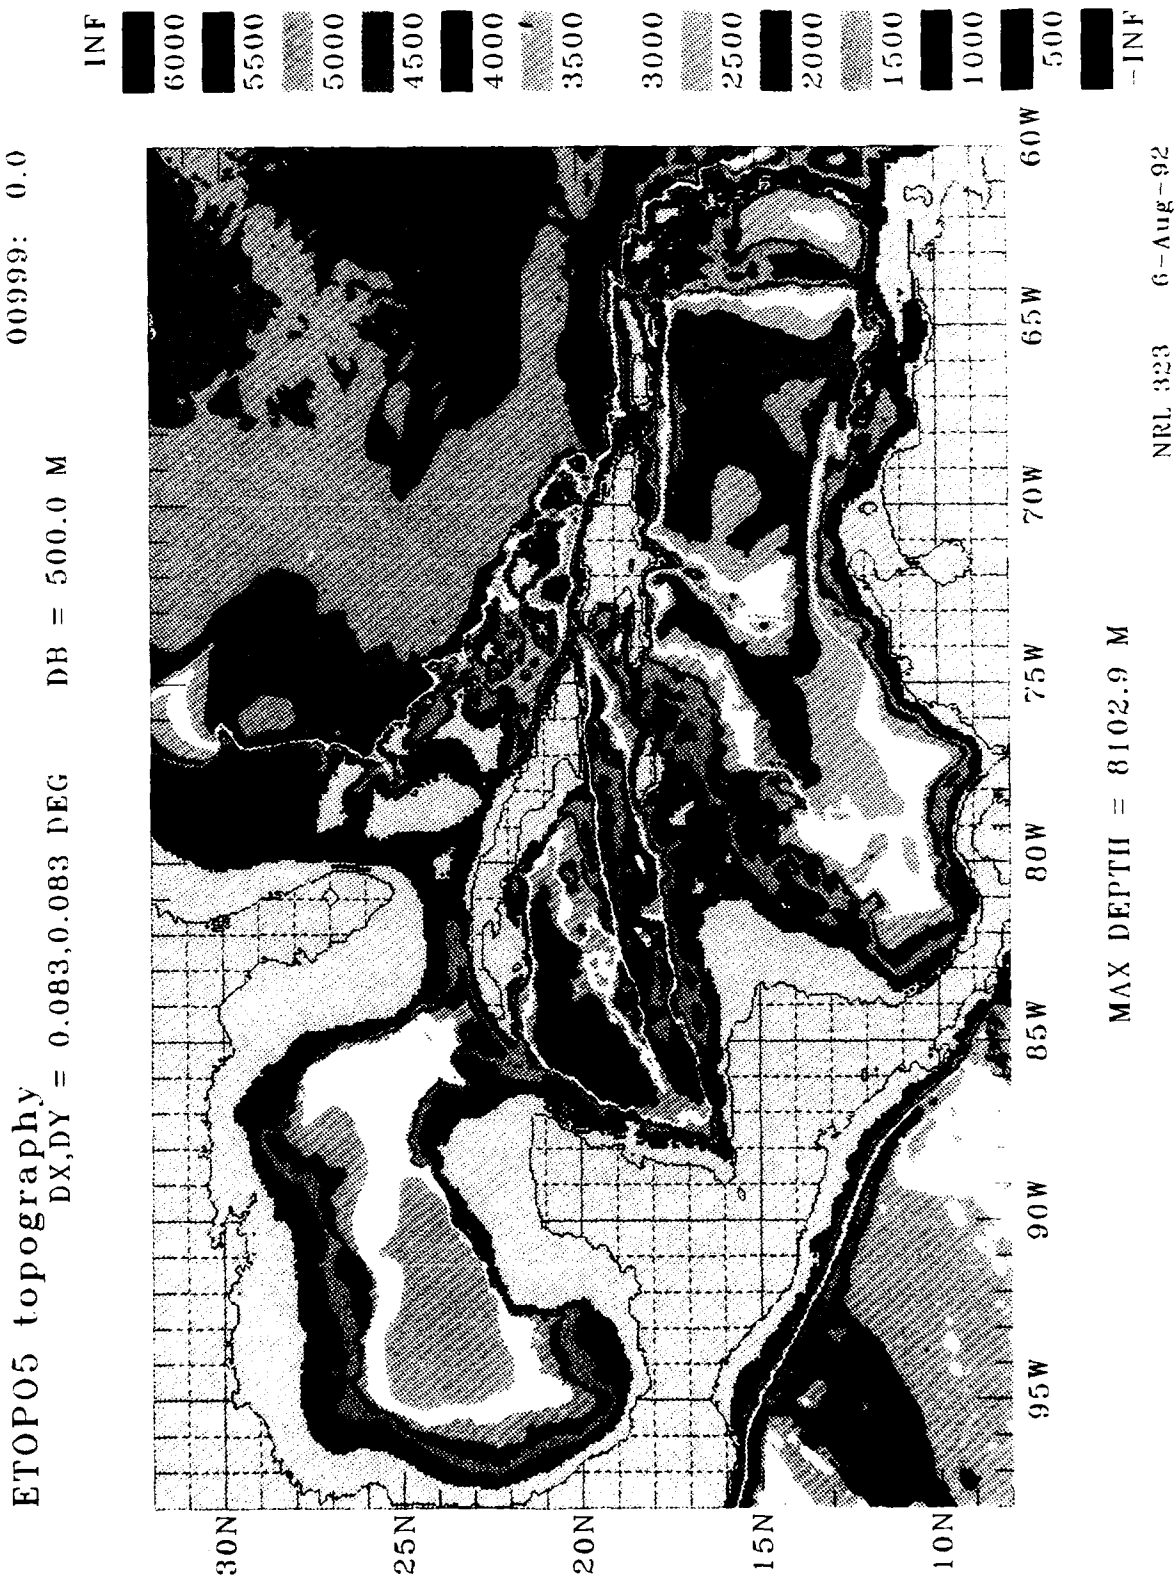 ETOPO5 topography 00999: 0.0
DX,DY = 0.083,0.083 DEG DB = 500.0 M
INF
6000
5500
5000
4500
4000
3500
3000
2500
2000
1500
1000
500
-INF
30N
25N
20N
15N
10N
95W 90W 85W 80W 75W 70W 65W 60W
MAX DEPTH = 8102.9 M
NRL 323 6-Aug-92